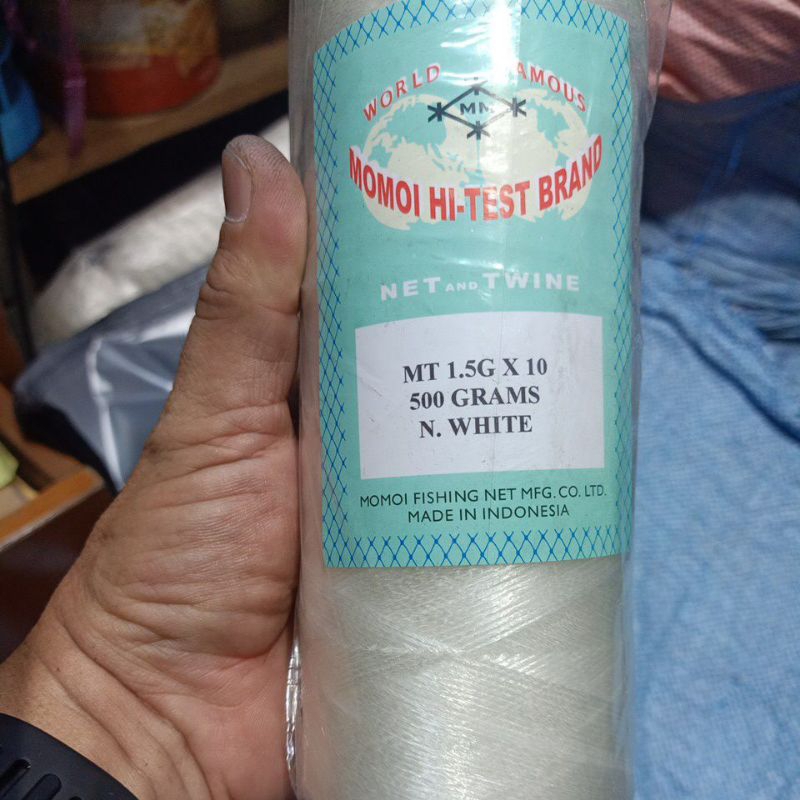 WORLD FAMOUS
MM
MOMOI HI-TEST BRAND
NET AND TWINE
MT 1.5G X 10
500 GRAMS
N. WHITE
MOMOI FISHING NET MFG. CO. LTD.
MADE IN INDONESIA